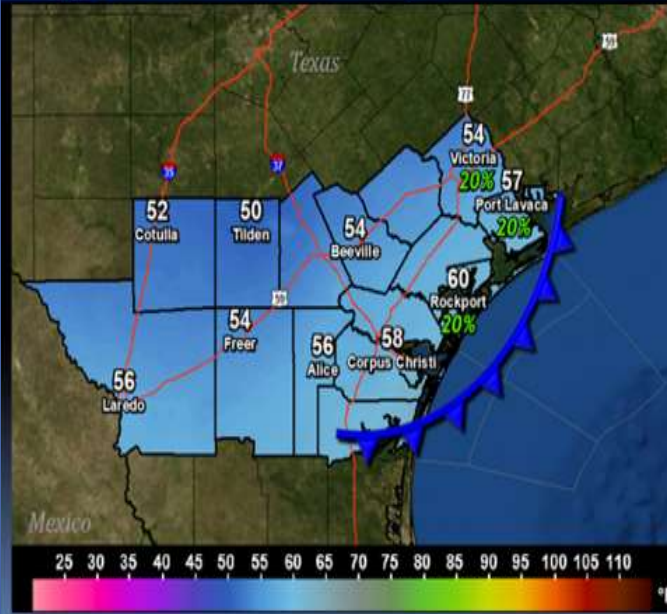 Texas
59
77
54
Victoria
20%
57
Port Lavaca
20%
35
37
52
Cotulla
50
Tilden
54
Beeville
60
Rockport
20%
59
54
Freer
56
Alice
58
Corpus Christi
56
Laredo
Mexico
25 30 35 40 45 50 55 60 65 70 75 80 85 90 95 100 105 110